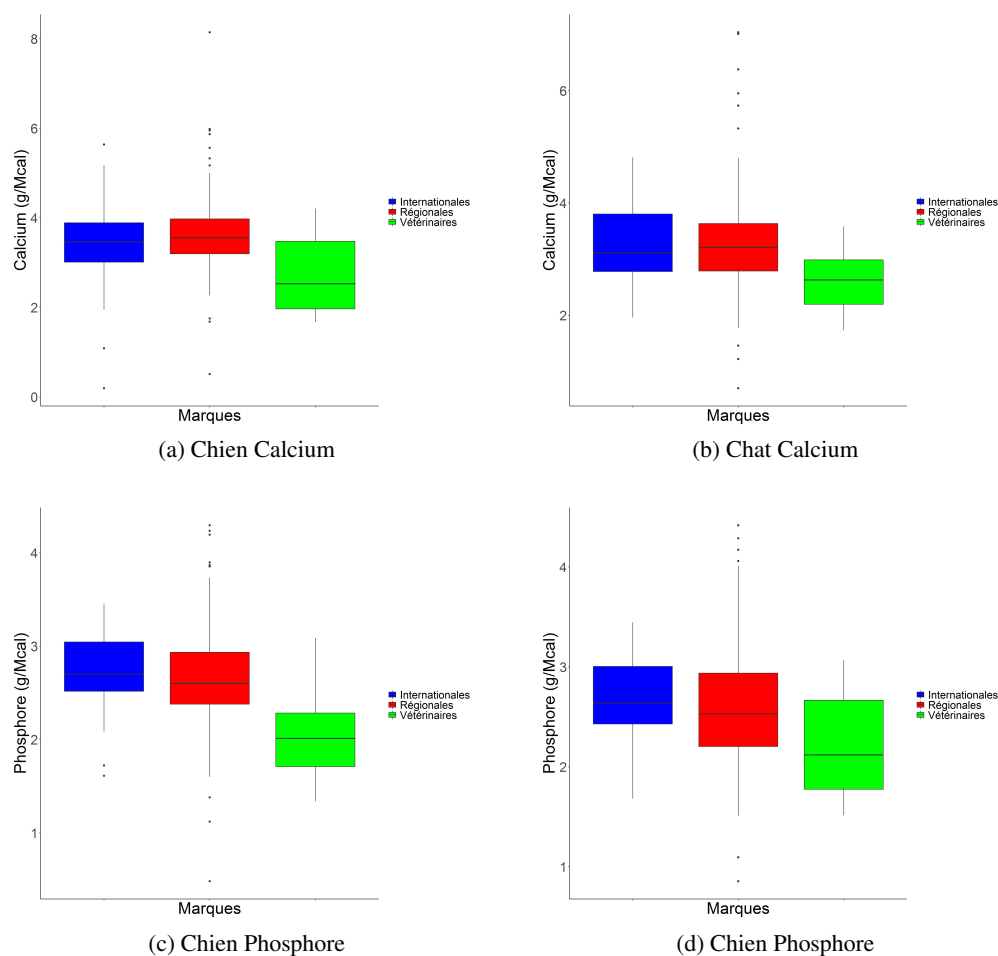 8
6
4
2
0
Calcium (g/Mcal)
Marques
Internationales
Régionales
Vétérinaires
(a) Chien Calcium
6
4
2
Calcium (g/Mcal)
Marques
Internationales
Régionales
Vétérinaires
(b) Chat Calcium
4
3
2
1
Phosphore (g/Mcal)
Marques
Internationales
Régionales
Vétérinaires
(c) Chien Phosphore
4
3
2
1
Phosphore (g/Mcal)
Marques
Internationales
Régionales
Vétérinaires
(d) Chien Phosphore